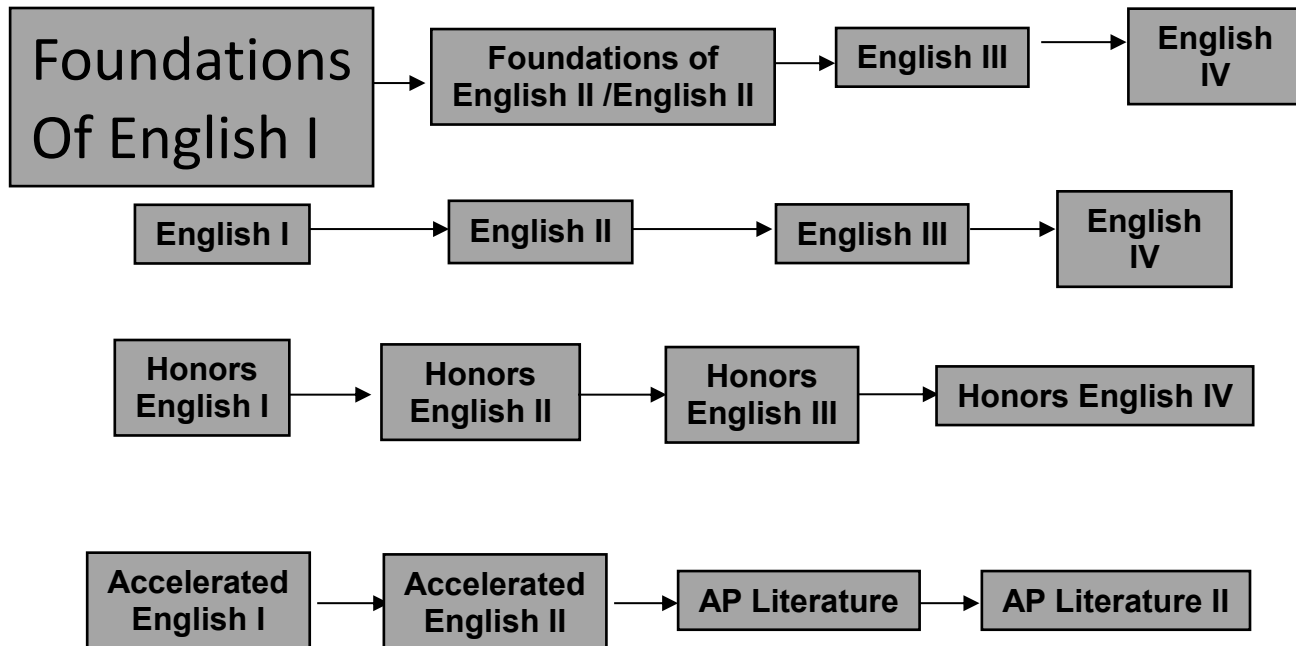 Foundations
Of English I
Foundations of
English II /English II
English III
English
IV
English I
English II
English III
English
IV
Honors
English I
Honors
English II
Honors
English III
Honors English IV
Accelerated
English I
Accelerated
English II
AP Literature
AP Literature II